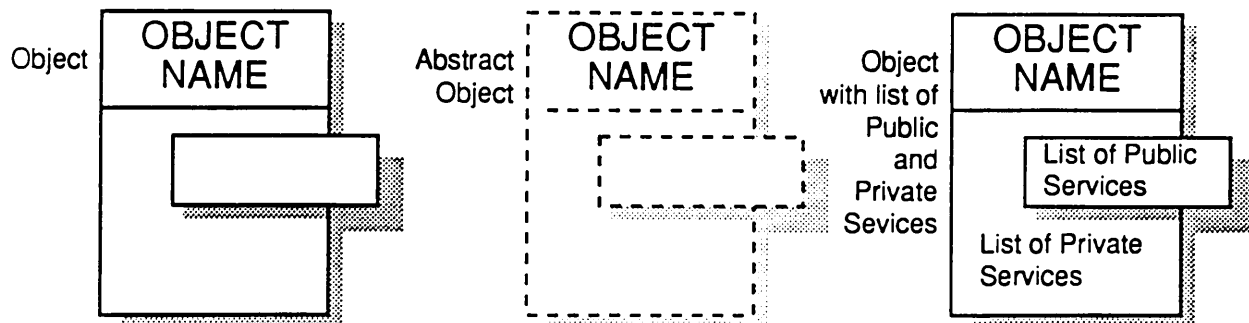 Object
OBJECT
NAME
Abstract
Object
OBJECT
NAME
Object
with list of
Public
and
Private
Sevices
OBJECT
NAME
List of Public
Services
List of Private
Services